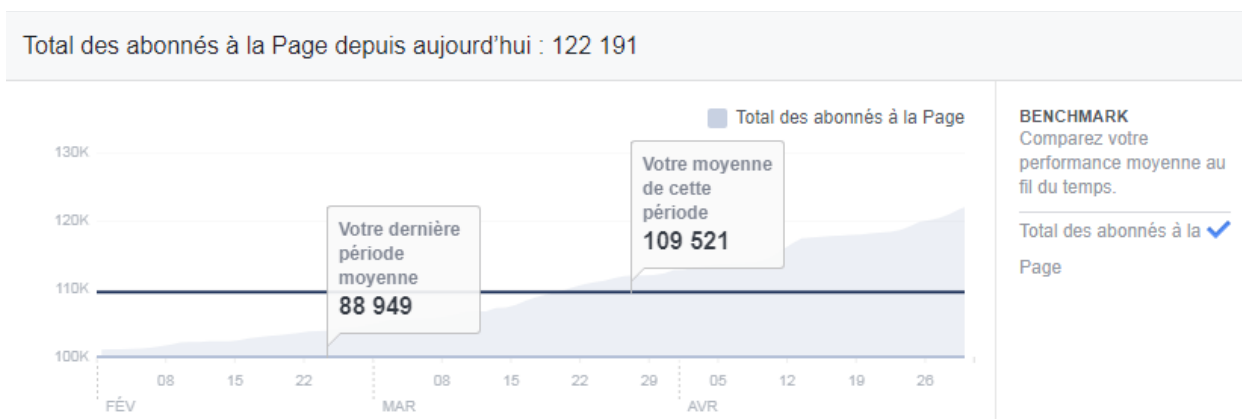 Total des abonnés à la Page depuis aujourd’hui : 122 191
Total des abonnés à la Page
130K
120K
110K
100K
Votre dernière
période
moyenne
88 949
Votre moyenne
de cette
période
109 521
08 15 22 08 15 22 29 05 12 19 26
FÉV MAR AVR
BENCHMARK
Comparez votre
performance moyenne au
fil du temps.
Total des abonnés à la
Page